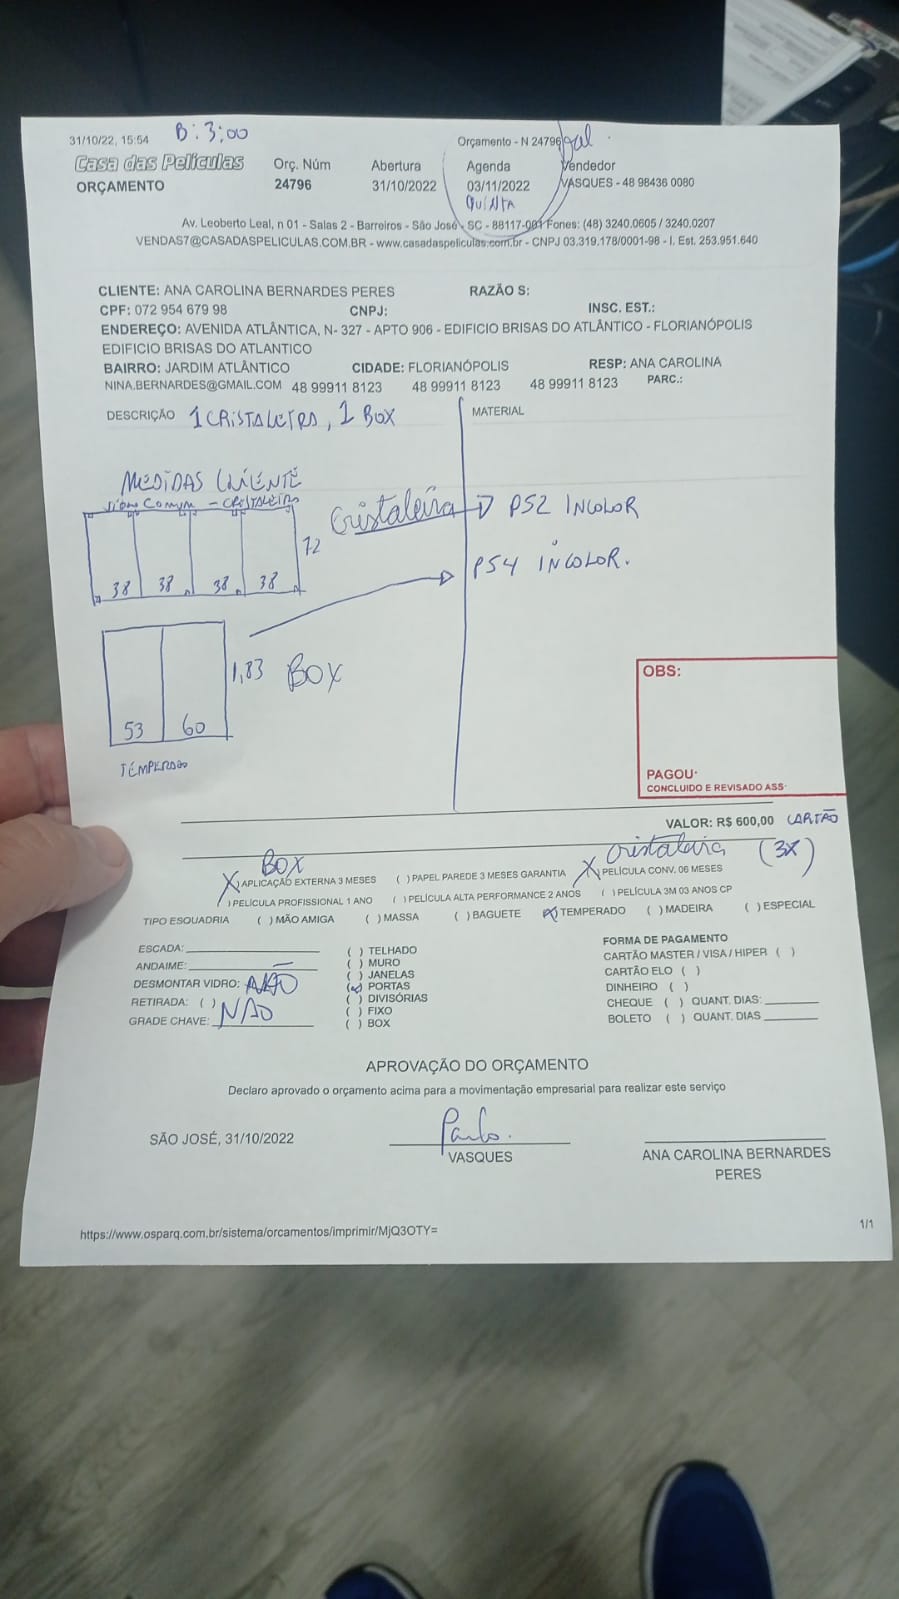 31/10/22, 15:54 B: 3:00 Orçamento - N 24796
Casa das Películas Orç. Núm Abertura Agenda Vendedor
ORÇAMENTO 24796 31/10/2022 03/11/2022 VASQUES - 48 98436 0080
QUINTA
Av. Leoberto Leal, n 01 - Salas 2 - Barreiros - São José - SC - 88117-001 Fones: (48) 3240.0605 / 3240.0207
VENDAS7@CASADASPELICULAS.COM.BR - www.casadaspeliculas.com.br - CNPJ 03.319.178/0001-98 - I. Est. 253.951.640
CLIENTE: ANA CAROLINA BERNARDES PERES RAZÃO S:
CPF: 072 954 679 98 CNPJ: INSC. EST.:
ENDEREÇO: AVENIDA ATLÂNTICA, N- 327 - APTO 906 - EDIFICIO BRISAS DO ATLÂNTICO - FLORIANÓPOLIS
EDIFICIO BRISAS DO ATLANTICO
BAIRRO: JARDIM ATLÂNTICO CIDADE: FLORIANÓPOLIS RESP: ANA CAROLINA
NINA.BERNARDES@GMAIL.COM 48 99911 8123 48 99911 8123 48 99911 8123 PARC.:
DESCRIÇÃO 1 CRISTALEIRA, 1 BOX MATERIAL
MEDIDAS CLIENTE
VIDRO COMUM - CRISTALEIRA
Cristaleira PS2 INCOLOR
72
38 38 38 38
PS4 INCOLOR.
1,83 BOX
53 60
TEMPERADO
OBS:
PAGOU:
CONCLUIDO E REVISADO ASS:
VALOR: R$ 600,00 CARTÃO
BOX Cristaleira (3X)
(X) APLICAÇÃO EXTERNA 3 MESES ( ) PAPEL PAREDE 3 MESES GARANTIA (X) PELÍCULA CONV. 06 MESES
( ) PELÍCULA PROFISSIONAL 1 ANO ( ) PELÍCULA ALTA PERFORMANCE 2 ANOS ( ) PELÍCULA 3M 03 ANOS CP
TIPO ESQUADRIA ( ) MÃO AMIGA ( ) MASSA ( ) BAGUETE (X) TEMPERADO ( ) MADEIRA ( ) ESPECIAL
ESCADA:
ANDAIME:
DESMONTAR VIDRO: NÃO
RETIRADA: ( )
GRADE CHAVE: NÃO
( ) TELHADO
( ) MURO
( ) JANELAS
(X) PORTAS
( ) DIVISÓRIAS
( ) FIXO
( ) BOX
FORMA DE PAGAMENTO
CARTÃO MASTER / VISA / HIPER ( )
CARTÃO ELO ( )
DINHEIRO ( )
CHEQUE ( ) QUANT. DIAS:
BOLETO ( ) QUANT. DIAS
APROVAÇÃO DO ORÇAMENTO
Declaro aprovado o orçamento acima para a movimentação empresarial para realizar este serviço
SÃO JOSÉ, 31/10/2022 Paulo.
VASQUES ANA CAROLINA BERNARDES
PERES
https://www.osparq.com.br/sistema/orcamentos/imprimir/MjQ3OTY= 1/1